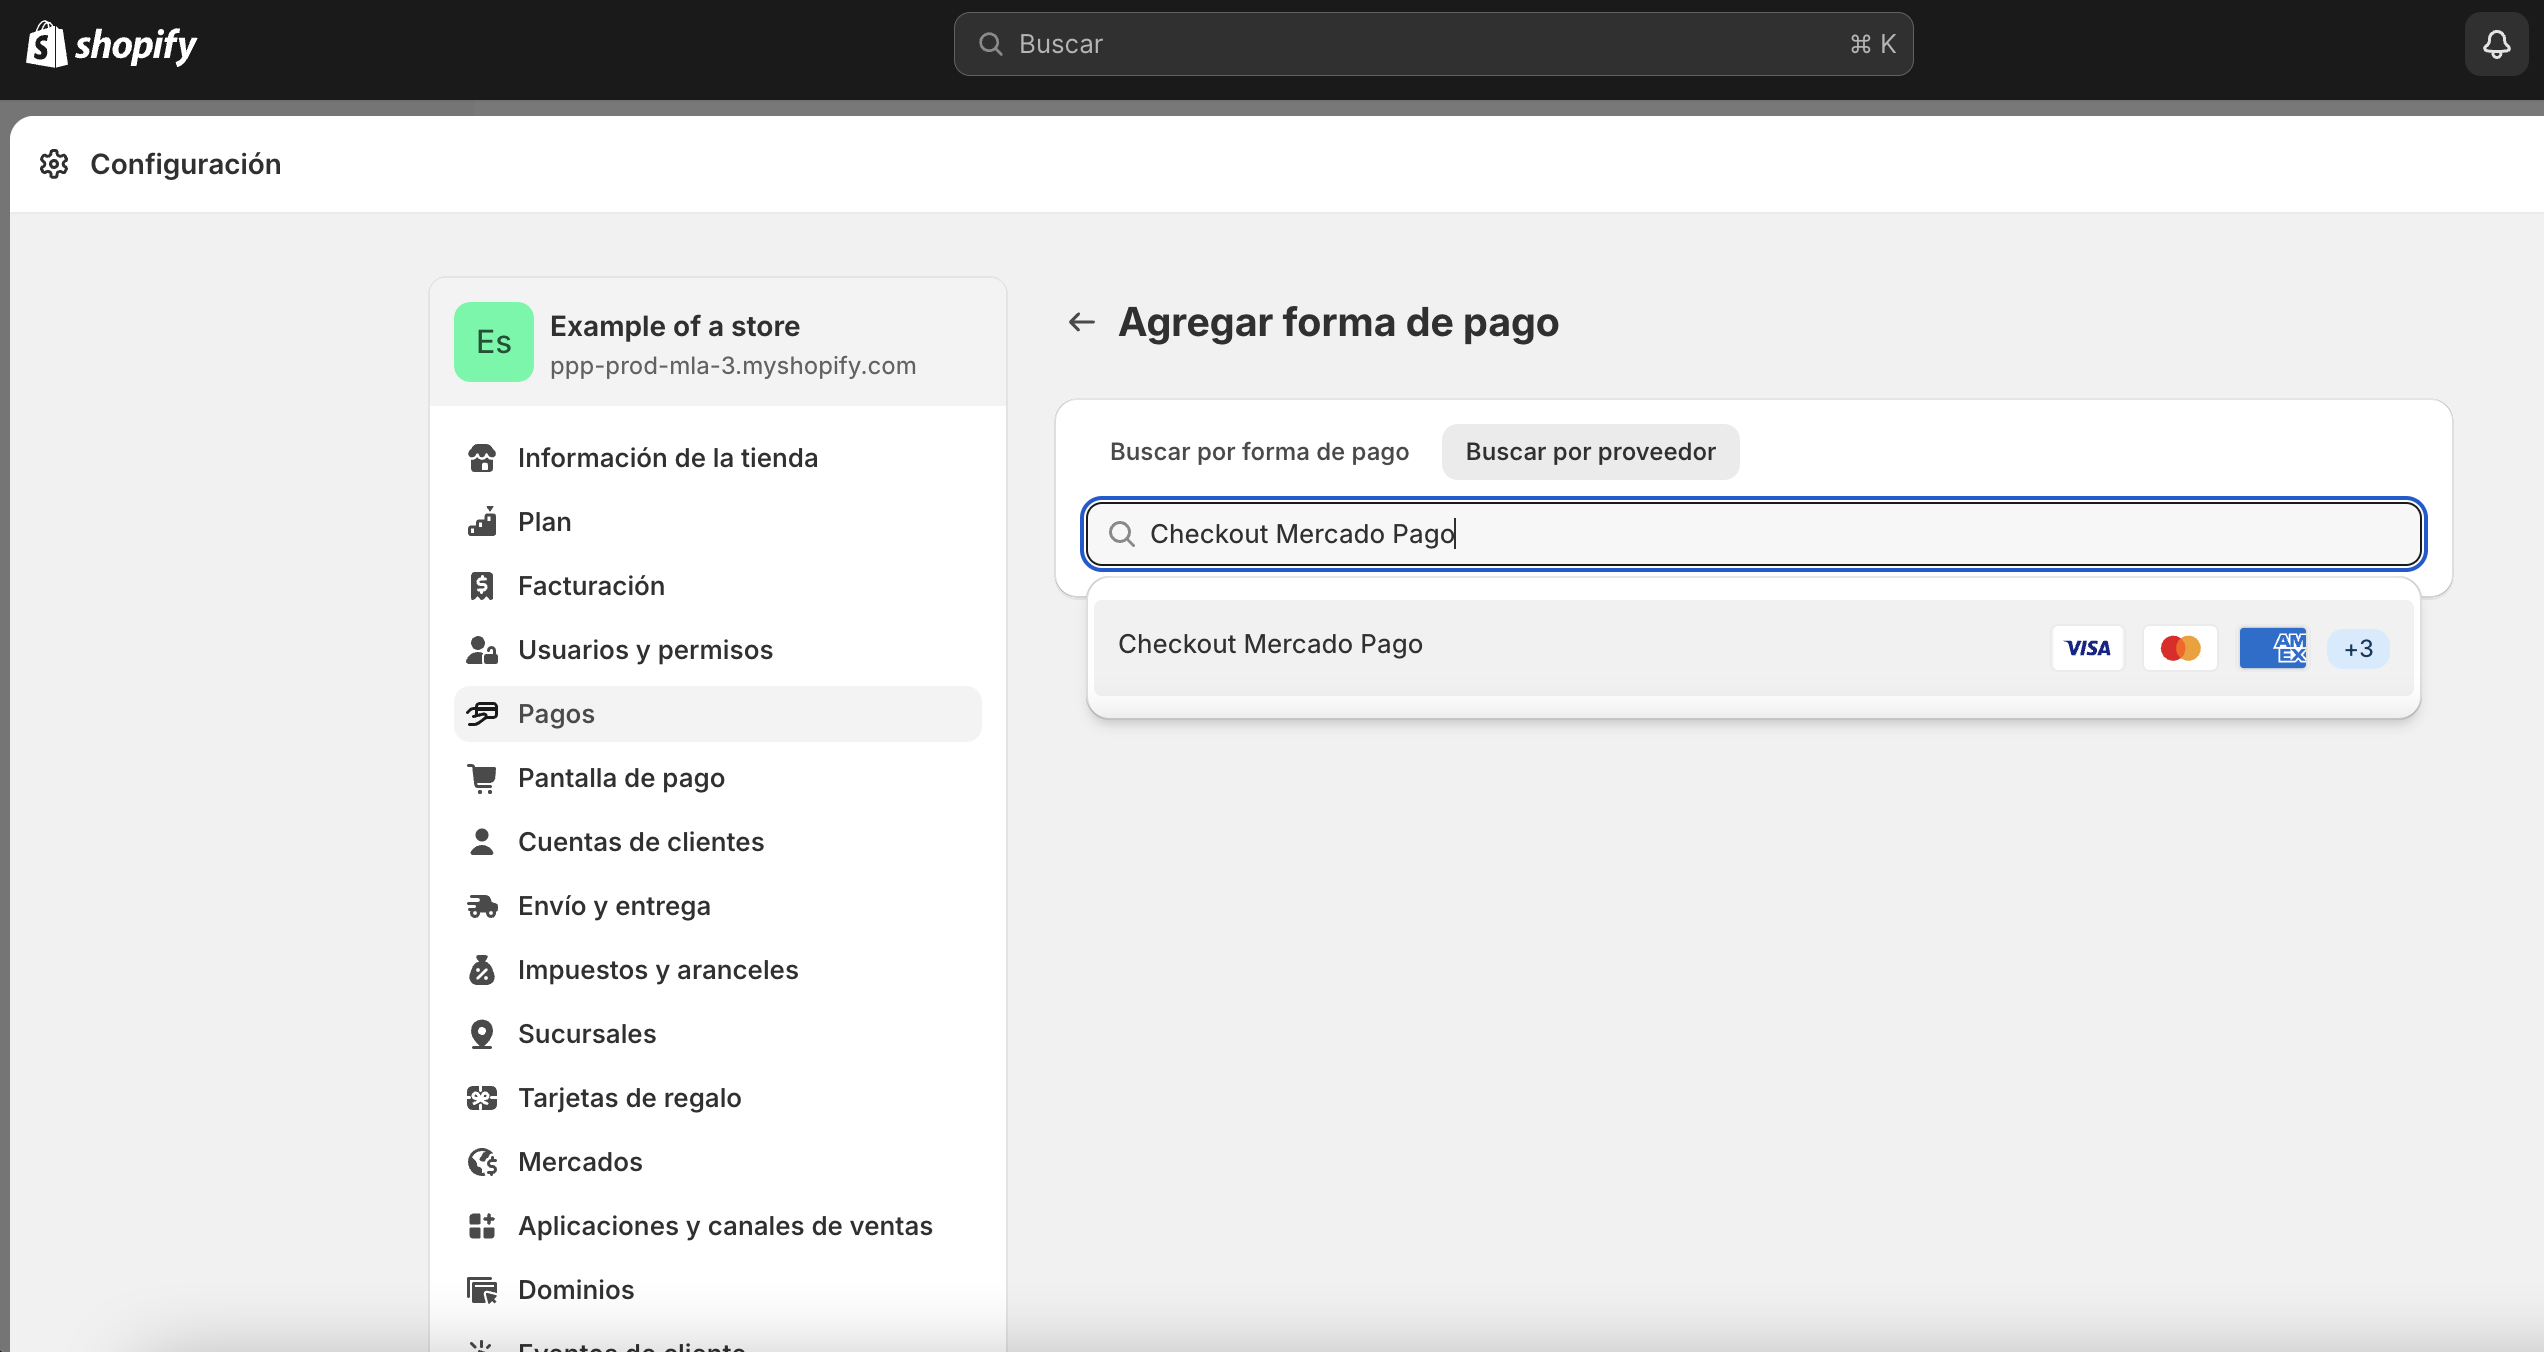 shopify
Buscar
⌘ K
Configuración
Es
Example of a store
ppp-prod-mla-3.myshopify.com
Información de la tienda
Plan
Facturación
Usuarios y permisos
Pagos
Pantalla de pago
Cuentas de clientes
Envío y entrega
Impuestos y aranceles
Sucursales
Tarjetas de regalo
Mercados
Aplicaciones y canales de ventas
Dominios
Eventos de cliente
Agregar forma de pago
Buscar por forma de pago
Buscar por proveedor
Checkout Mercado Pago
Checkout Mercado Pago
VISA
AM
EX
+3